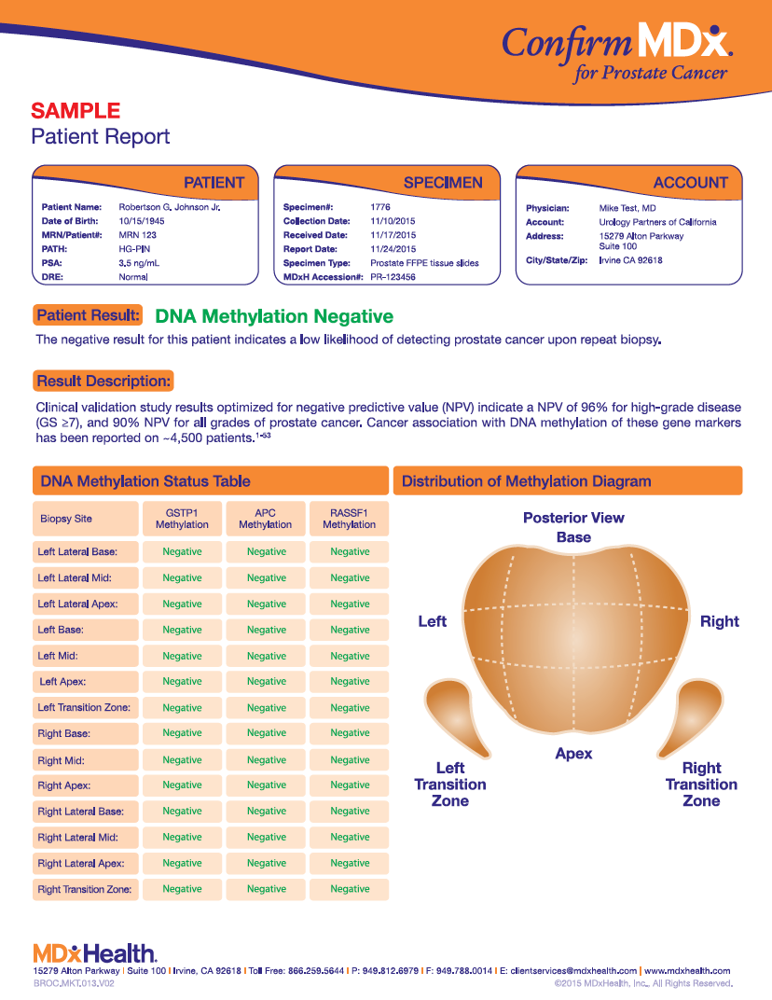 Confirm MDx.
for Prostate Cancer
SAMPLE
Patient Report
PATIENT
Patient Name: Robertson G. Johnson Jr.
Date of Birth: 10/15/1945
MRN/Patient#: MRN 123
PATH: HG-PIN
PSA: 3.5 ng/mL
DRE: Normal
SPECIMEN
Specimen#: 1776
Collection Date: 11/10/2015
Received Date: 11/17/2015
Report Date: 11/24/2015
Specimen Type: Prostate FFPE tissue slides
MDxH Accession#: PR-123456
ACCOUNT
Physician: Mike Test, MD
Account: Urology Partners of California
Address: 15279 Alton Parkway
Suite 100
City/State/Zip: Irvine CA 92618
Patient Result: DNA Methylation Negative
The negative result for this patient indicates a low likelihood of detecting prostate cancer upon repeat biopsy.
Result Description:
Clinical validation study results optimized for negative predictive value (NPV) indicate a NPV of 96% for high-grade disease
(GS ≥7), and 90% NPV for all grades of prostate cancer. Cancer association with DNA methylation of these gene markers
has been reported on ~4,500 patients.1-53
DNA Methylation Status Table
Biopsy Site GSTP1 Methylation APC Methylation RASSF1 Methylation
Left Lateral Base: Negative Negative Negative
Left Lateral Mid: Negative Negative Negative
Left Lateral Apex: Negative Negative Negative
Left Base: Negative Negative Negative
Left Mid: Negative Negative Negative
Left Apex: Negative Negative Negative
Left Transition Zone: Negative Negative Negative
Right Base: Negative Negative Negative
Right Mid: Negative Negative Negative
Right Apex: Negative Negative Negative
Right Lateral Base: Negative Negative Negative
Right Lateral Mid: Negative Negative Negative
Right Lateral Apex: Negative Negative Negative
Right Transition Zone: Negative Negative Negative
Distribution of Methylation Diagram
Posterior View
Base
Left
Right
Apex
Left
Transition
Zone
Right
Transition
Zone
MDxHealth.
15279 Alton Parkway | Suite 100 | Irvine, CA 92618 | Toll Free: 866.259.5644 | P: 949.812.6979 | F: 949.788.0014 | E: clientservices@mdxhealth.com | www.mdxhealth.com
BROC.MKT.013.V02
©2015 MDxHealth, Inc., All Rights Reserved.